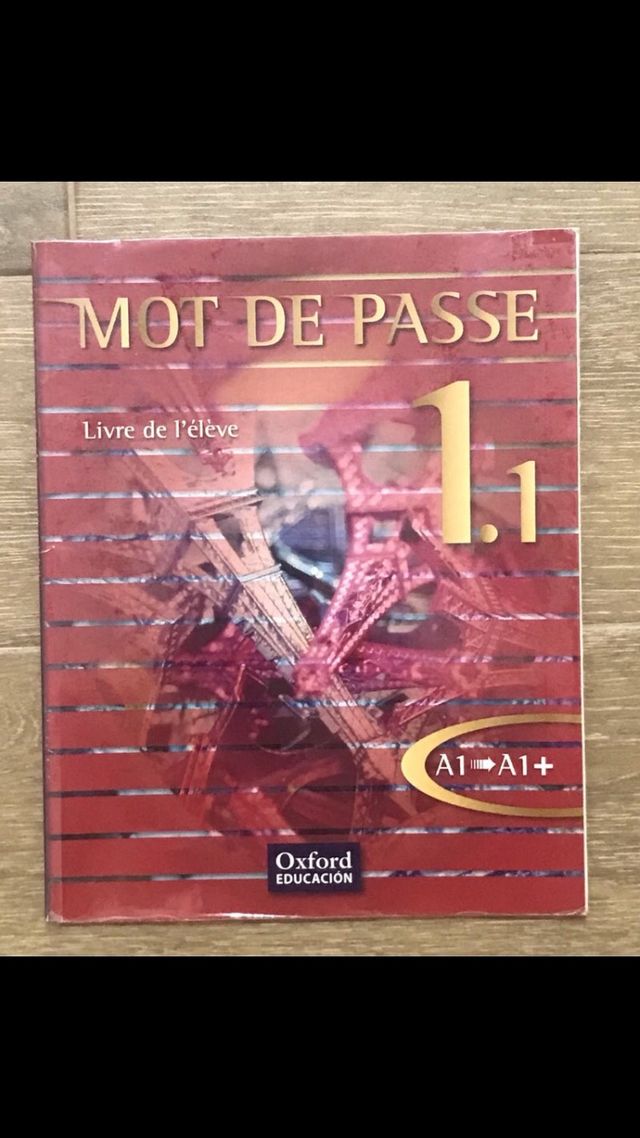 MOT DE PASSE
1.1
Livre de l'élève
A1 ➠ A1+
Oxford
EDUCACIÓN